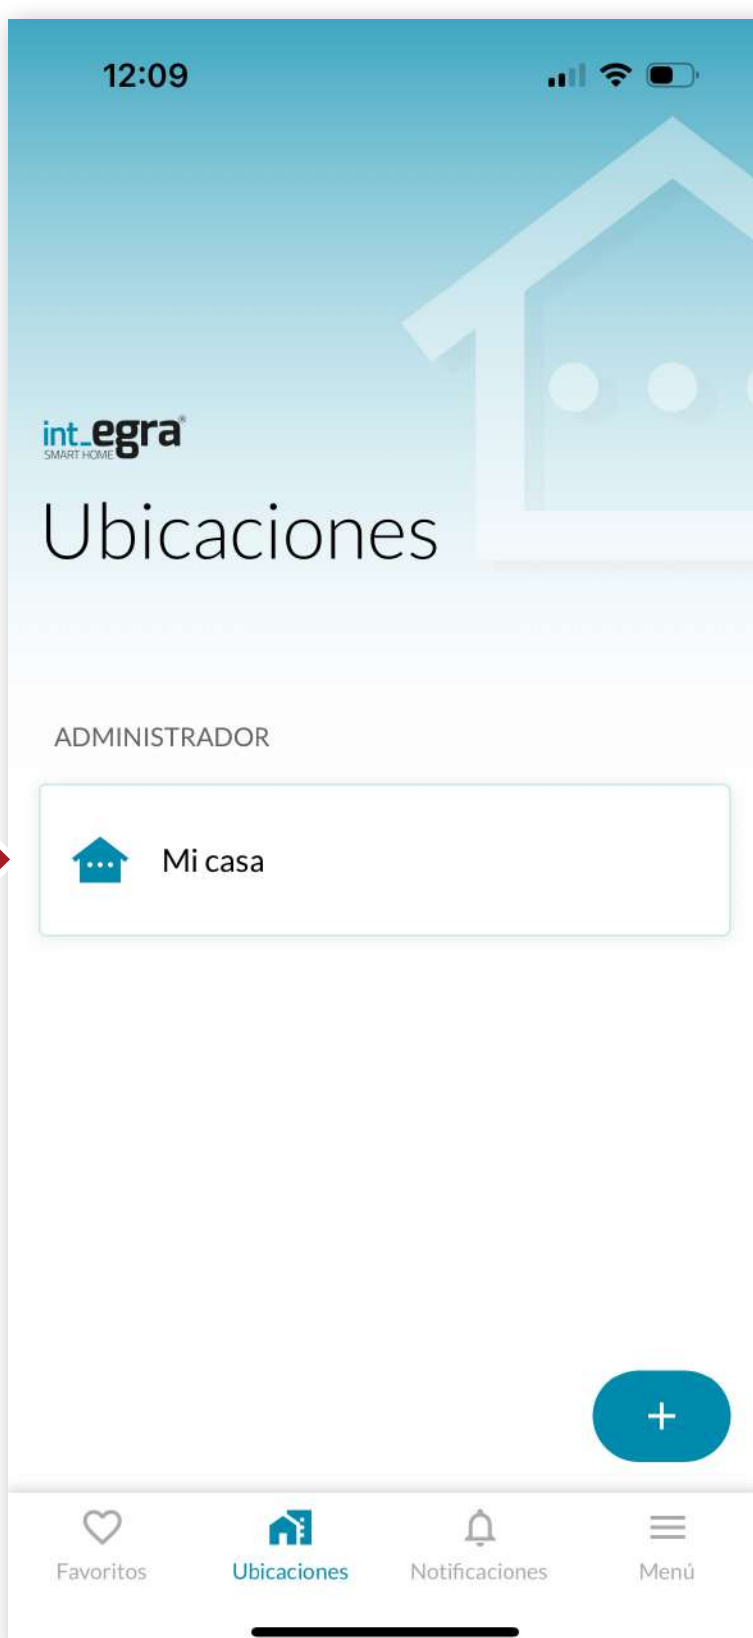 12:09
int_egra®
SMART HOME
Ubicaciones
ADMINISTRADOR
Mi casa
+
Favoritos
Ubicaciones
Notificaciones
Menú